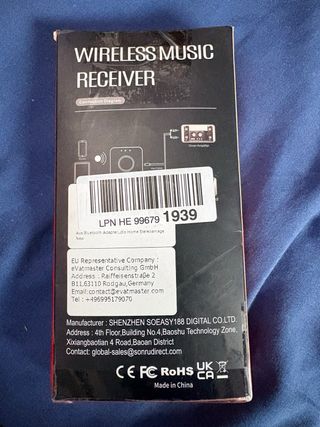 WIRELESS MUSIC
RECEIVER
Connection Diagram
LPN HE 99679 1939
EU Representative Company :
eVatmaster Consulting GmbH
Address : Raiffeisenstraße 2
B11,63110 Rodgau,Germany
Email:contact@evatmaster.com
Tel : +496995179070
Manufacturer : SHENZHEN SOEASY188 DIGITAL CO.LTD.
Address : 4th Floor,Building No.4,Baoshu Technology Zone,
Xixiangbaotian 4 Road,Baoan District
Contact: global-sales@sonrudirect.com
CE FC RoHS UK CA
Made in China